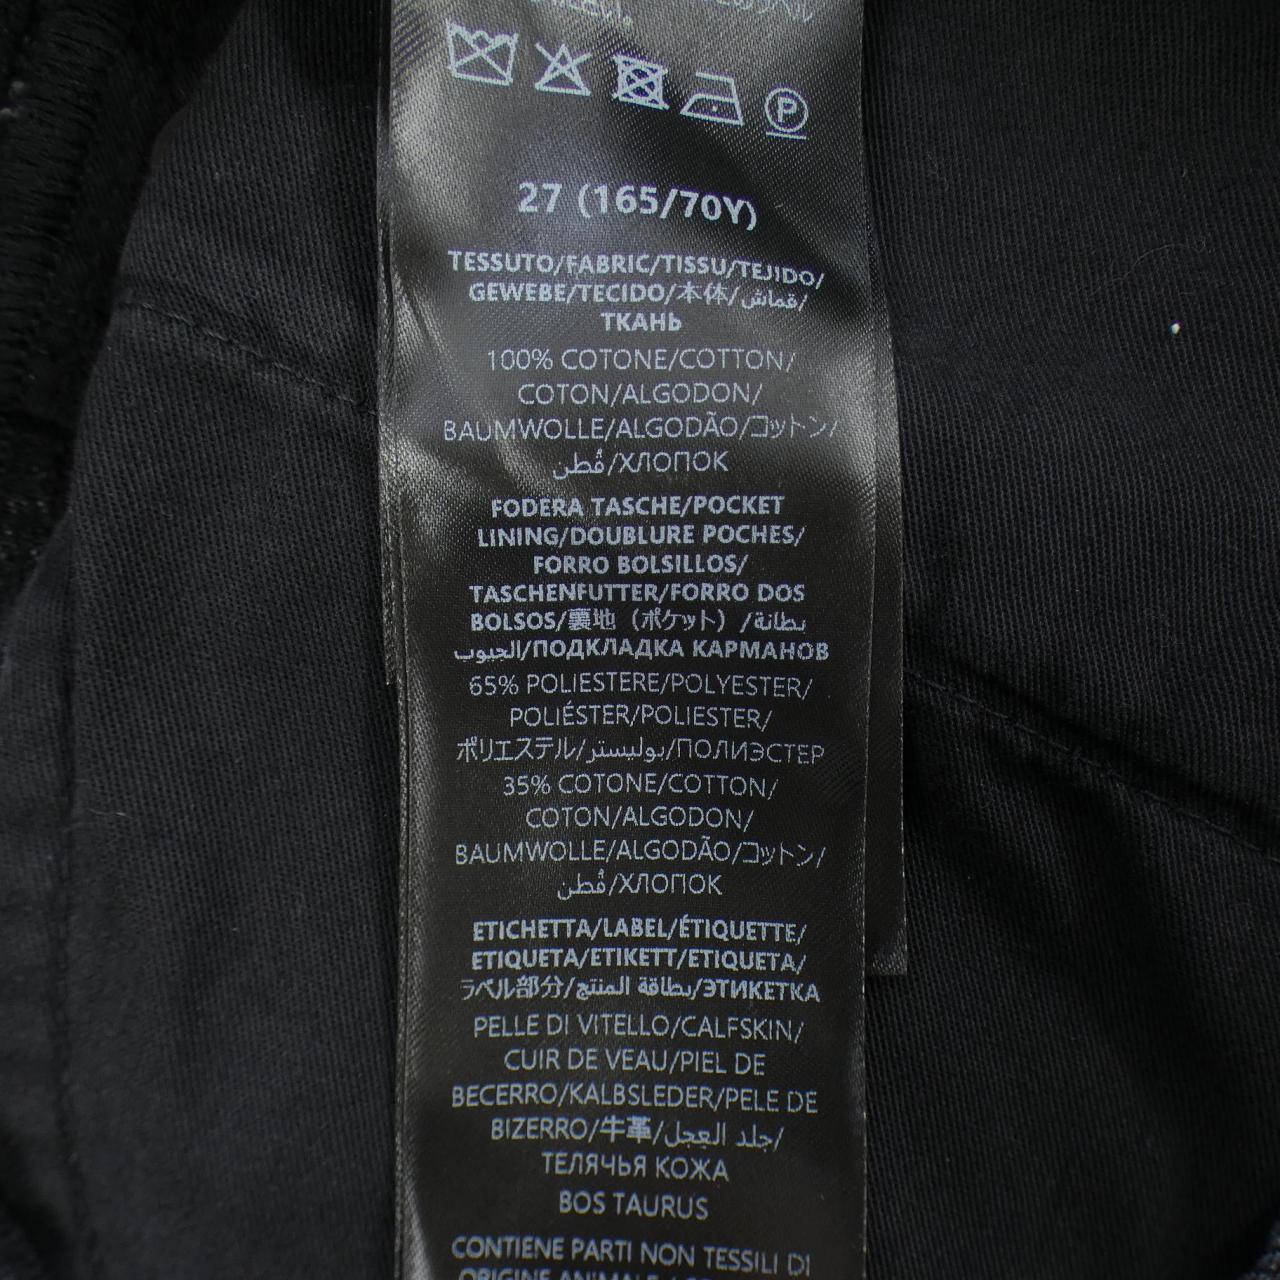 P
27 (165/70Y)
TESSUTO/FABRIC/TISSU/TEJIDO/
GEWEBE/TECIDO/本体/قماش/
ТКАНЬ
100% COTONE/COTTON/
COTON/ALGODON/
BAUMWOLLE/ALGODÃO/コットン/
قُطن/ХЛОПОК
FODERA TASCHE/POCKET
LINING/DOUBLURE POCHES/
FORRO BOLSILLOS/
TASCHENFUTTER/FORRO DOS
BOLSOS/裏地（ポケット）/بطانة
الجيوب/ПОДКЛАДКА КАРМАНОВ
65% POLIESTERE/POLYESTER/
POLIÉSTER/POLIESTER/
ポリエステル/بوليستر/ПОЛИЭСТЕР
35% COTONE/COTTON/
COTON/ALGODON/
BAUMWOLLE/ALGODÃO/コットン/
قُطن/ХЛОПОК
ETICHETTA/LABEL/ÉTIQUETTE/
ETIQUETA/ETIKETT/ETIQUETA/
ラベル部分/بطاقة المنتج/ЭТИКЕТКА
PELLE DI VITELLO/CALFSKIN/
CUIR DE VEAU/PIEL DE
BECERRO/KALBSLEDER/PELE DE
BIZERRO/牛革/جلد العجل/
ТЕЛЯЧЬЯ КОЖА
BOS TAURUS
CONTIENE PARTI NON TESSILI DI
ORIGINE ANIMALE